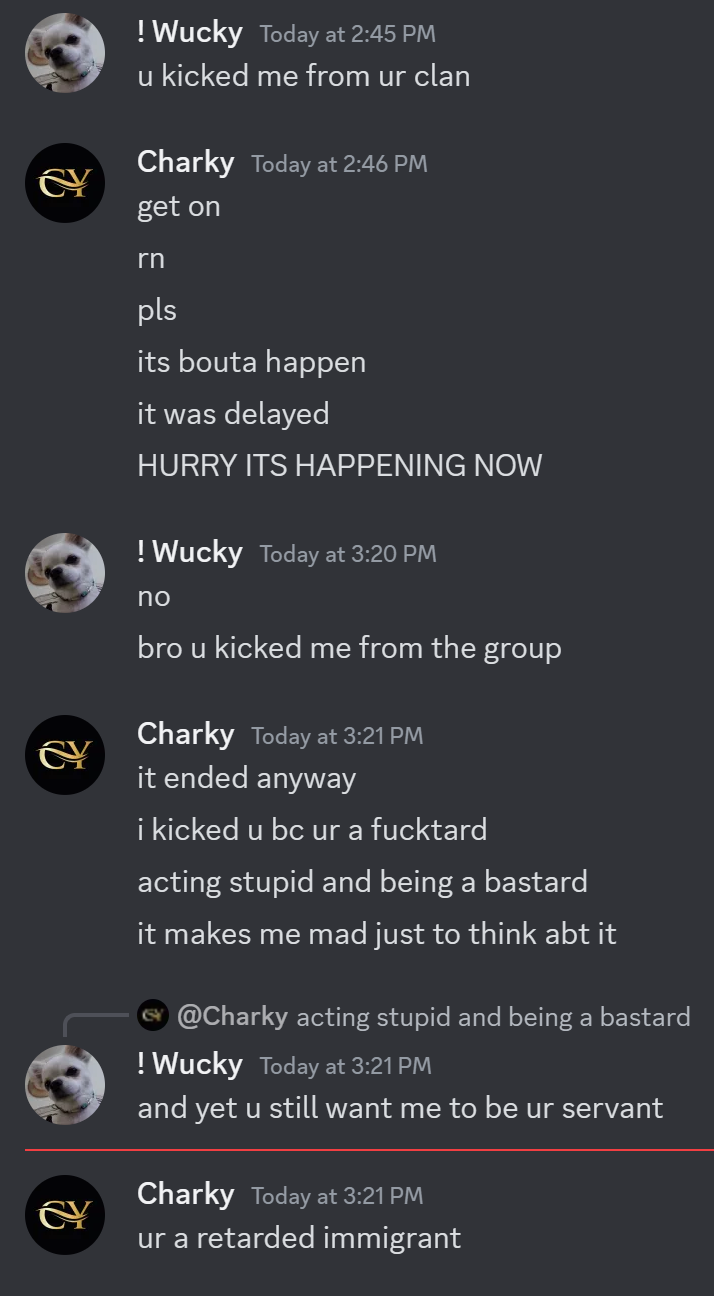 ! Wucky Today at 2:45 PM
u kicked me from ur clan
CY
Charky Today at 2:46 PM
get on
rn
pls
its bouta happen
it was delayed
HURRY ITS HAPPENING NOW
! Wucky Today at 3:20 PM
no
bro u kicked me from the group
CY
Charky Today at 3:21 PM
it ended anyway
i kicked u bc ur a fucktard
acting stupid and being a bastard
it makes me mad just to think abt it
CY @Charky acting stupid and being a bastard
! Wucky Today at 3:21 PM
and yet u still want me to be ur servant
CY
Charky Today at 3:21 PM
ur a retarded immigrant